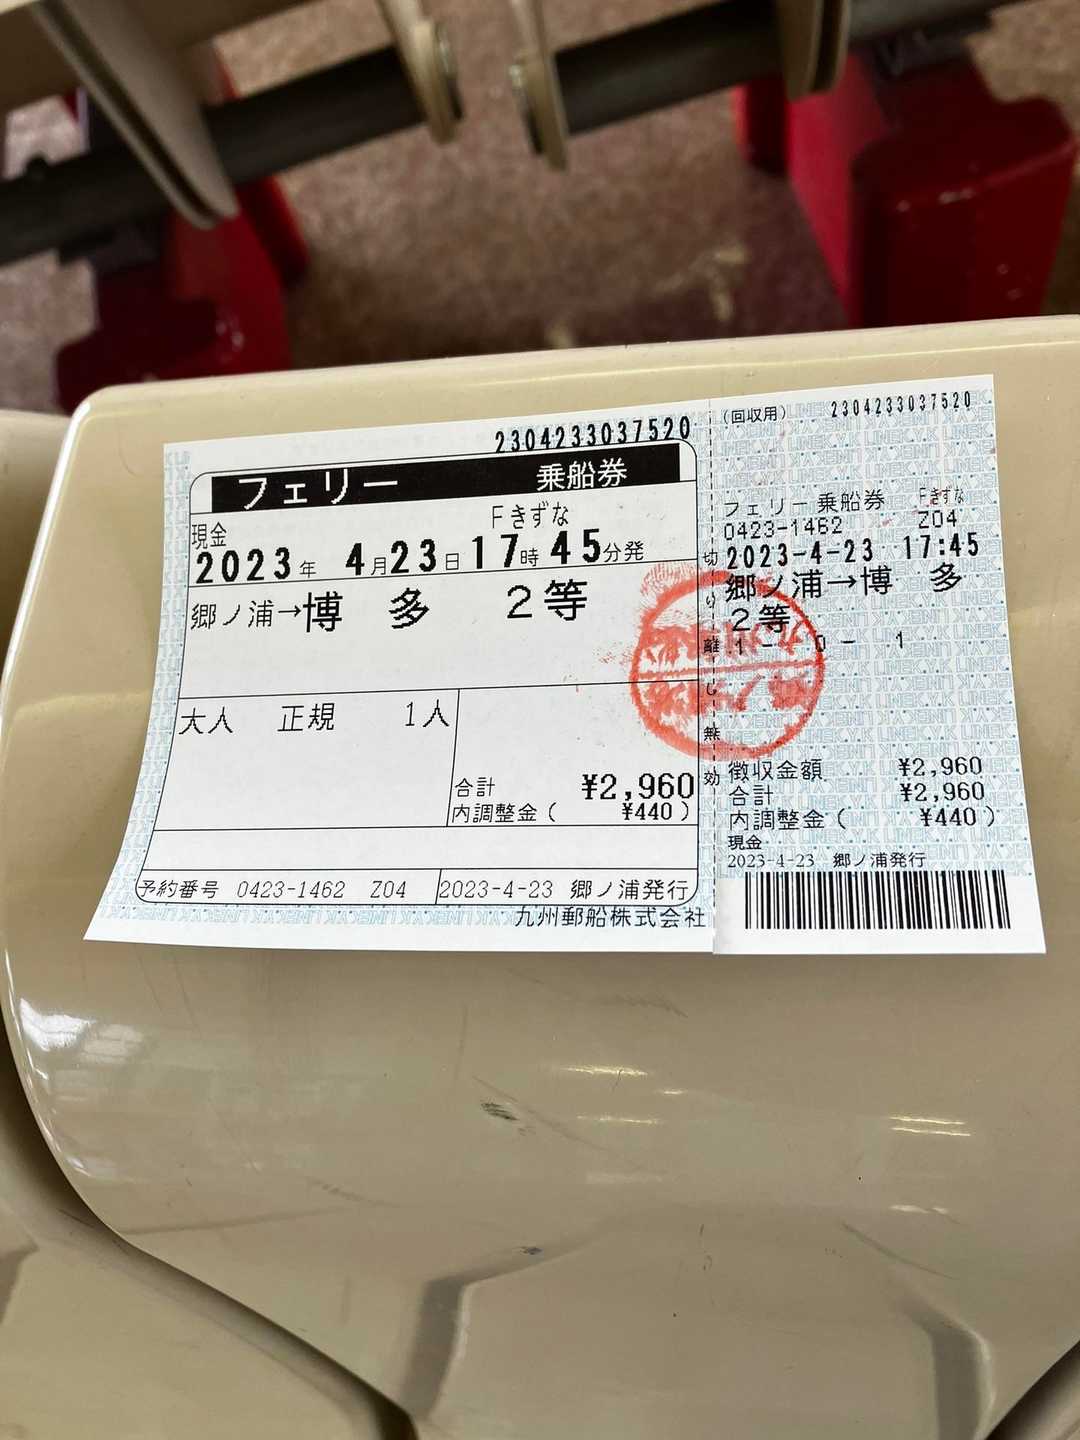 2304233037520
フェリー 乗船券
現金 Fきずな
2023年 4月23日 17時45分発
郷ノ浦→博 多 2等
大人 正規 1人
合計 ¥2,960
内調整金( ¥440)
予約番号 0423-1462 Z04 2023-4-23 郷ノ浦発行
九州郵船株式会社
切り離し無効
(回収用) 2304233037520
フェリー乗船券 Fきずな
0423-1462 Z04
2023-4-23 17:45
郷ノ浦→博 多
2等
1- 0- 1
徴収金額 ¥2,960
合計 ¥2,960
内調整金( ¥440)
現金
2023-4-23 郷ノ浦発行